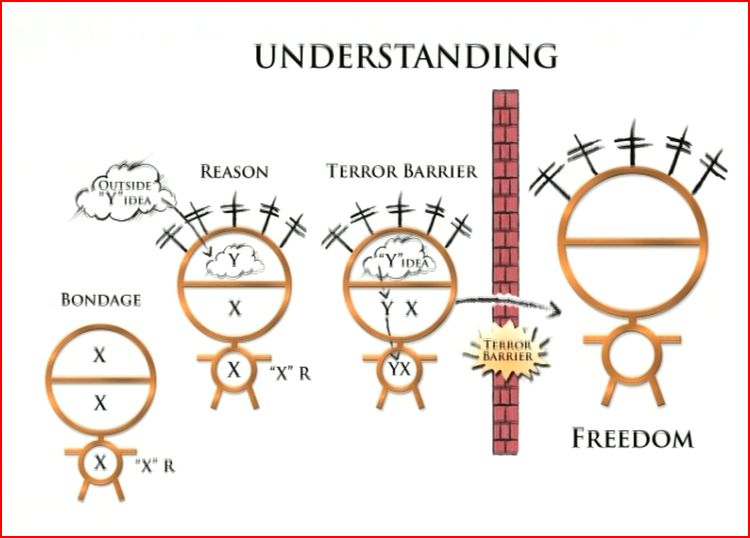 UNDERSTANDING
REASON
TERROR BARRIER
OUTSIDE
"Y" IDEA
Y
"Y" IDEA
X
Y X
BONDAGE
X
X
X
"X" R
YX
TERROR
BARRIER
X
"X" R
FREEDOM